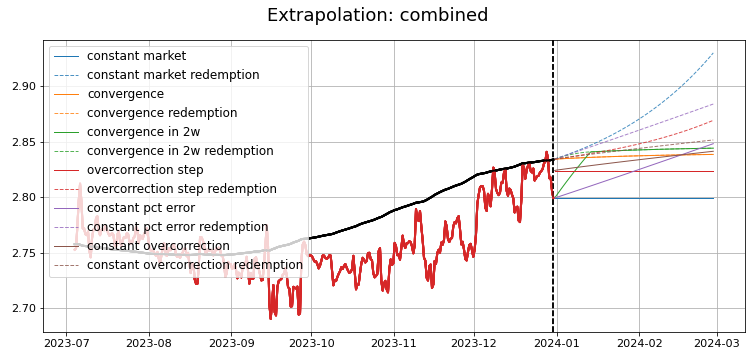 Extrapolation: combined
constant market
constant market redemption
convergence
convergence redemption
convergence in 2w
convergence in 2w redemption
overcorrection step
overcorrection step redemption
constant pct error
constant pct error redemption
constant overcorrection
constant overcorrection redemption
2.90
2.85
2.80
2.75
2.70
2023-07 2023-08 2023-09 2023-10 2023-11 2023-12 2024-01 2024-02 2024-03